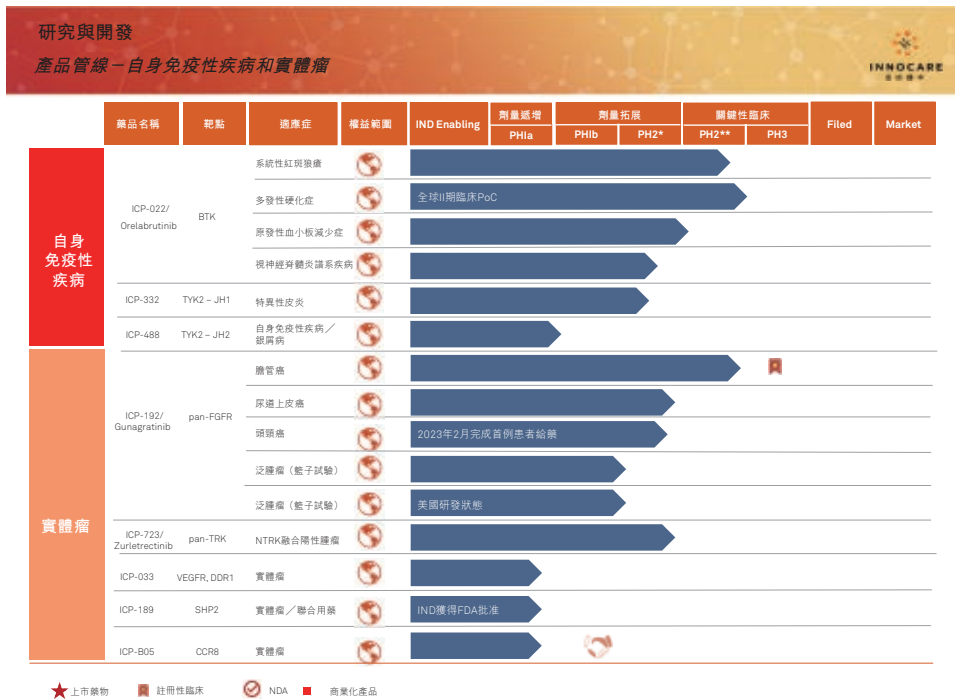 研究與開發
產品管線－自身免疫性疾病和實體瘤
INNOCARE
藥品名稱 靶點 適應症 權益範圍 IND Enabling 劑量遞增 劑量拓展 關鍵性臨床 Filed Market
PHIa PHIb PH2* PH2** PH3
自身
免疫性
疾病
ICP-022/
Orelabrutinib
BTK
系統性紅斑狼瘡
多發性硬化症 全球II期臨床PoC
原發性血小板減少症
視神經脊髓炎譜系疾病
ICP-332 TYK2 – JH1 特異性皮炎
ICP-488 TYK2 – JH2 自身免疫性疾病／
銀屑病
實體瘤
ICP-192/
Gunagratinib
pan-FGFR
膽管癌
尿道上皮癌
頭頸癌 2023年2月完成首例患者給藥
泛腫瘤（籃子試驗）
泛腫瘤（籃子試驗） 美國研發狀態
ICP-723/
Zurletrectinib
pan-TRK NTRK融合陽性腫瘤
ICP-033 VEGFR, DDR1 實體瘤
ICP-189 SHP2 實體瘤／聯合用藥 IND獲得FDA批准
ICP-B05 CCR8 實體瘤
上市藥物 註冊性臨床 NDA 商業化產品